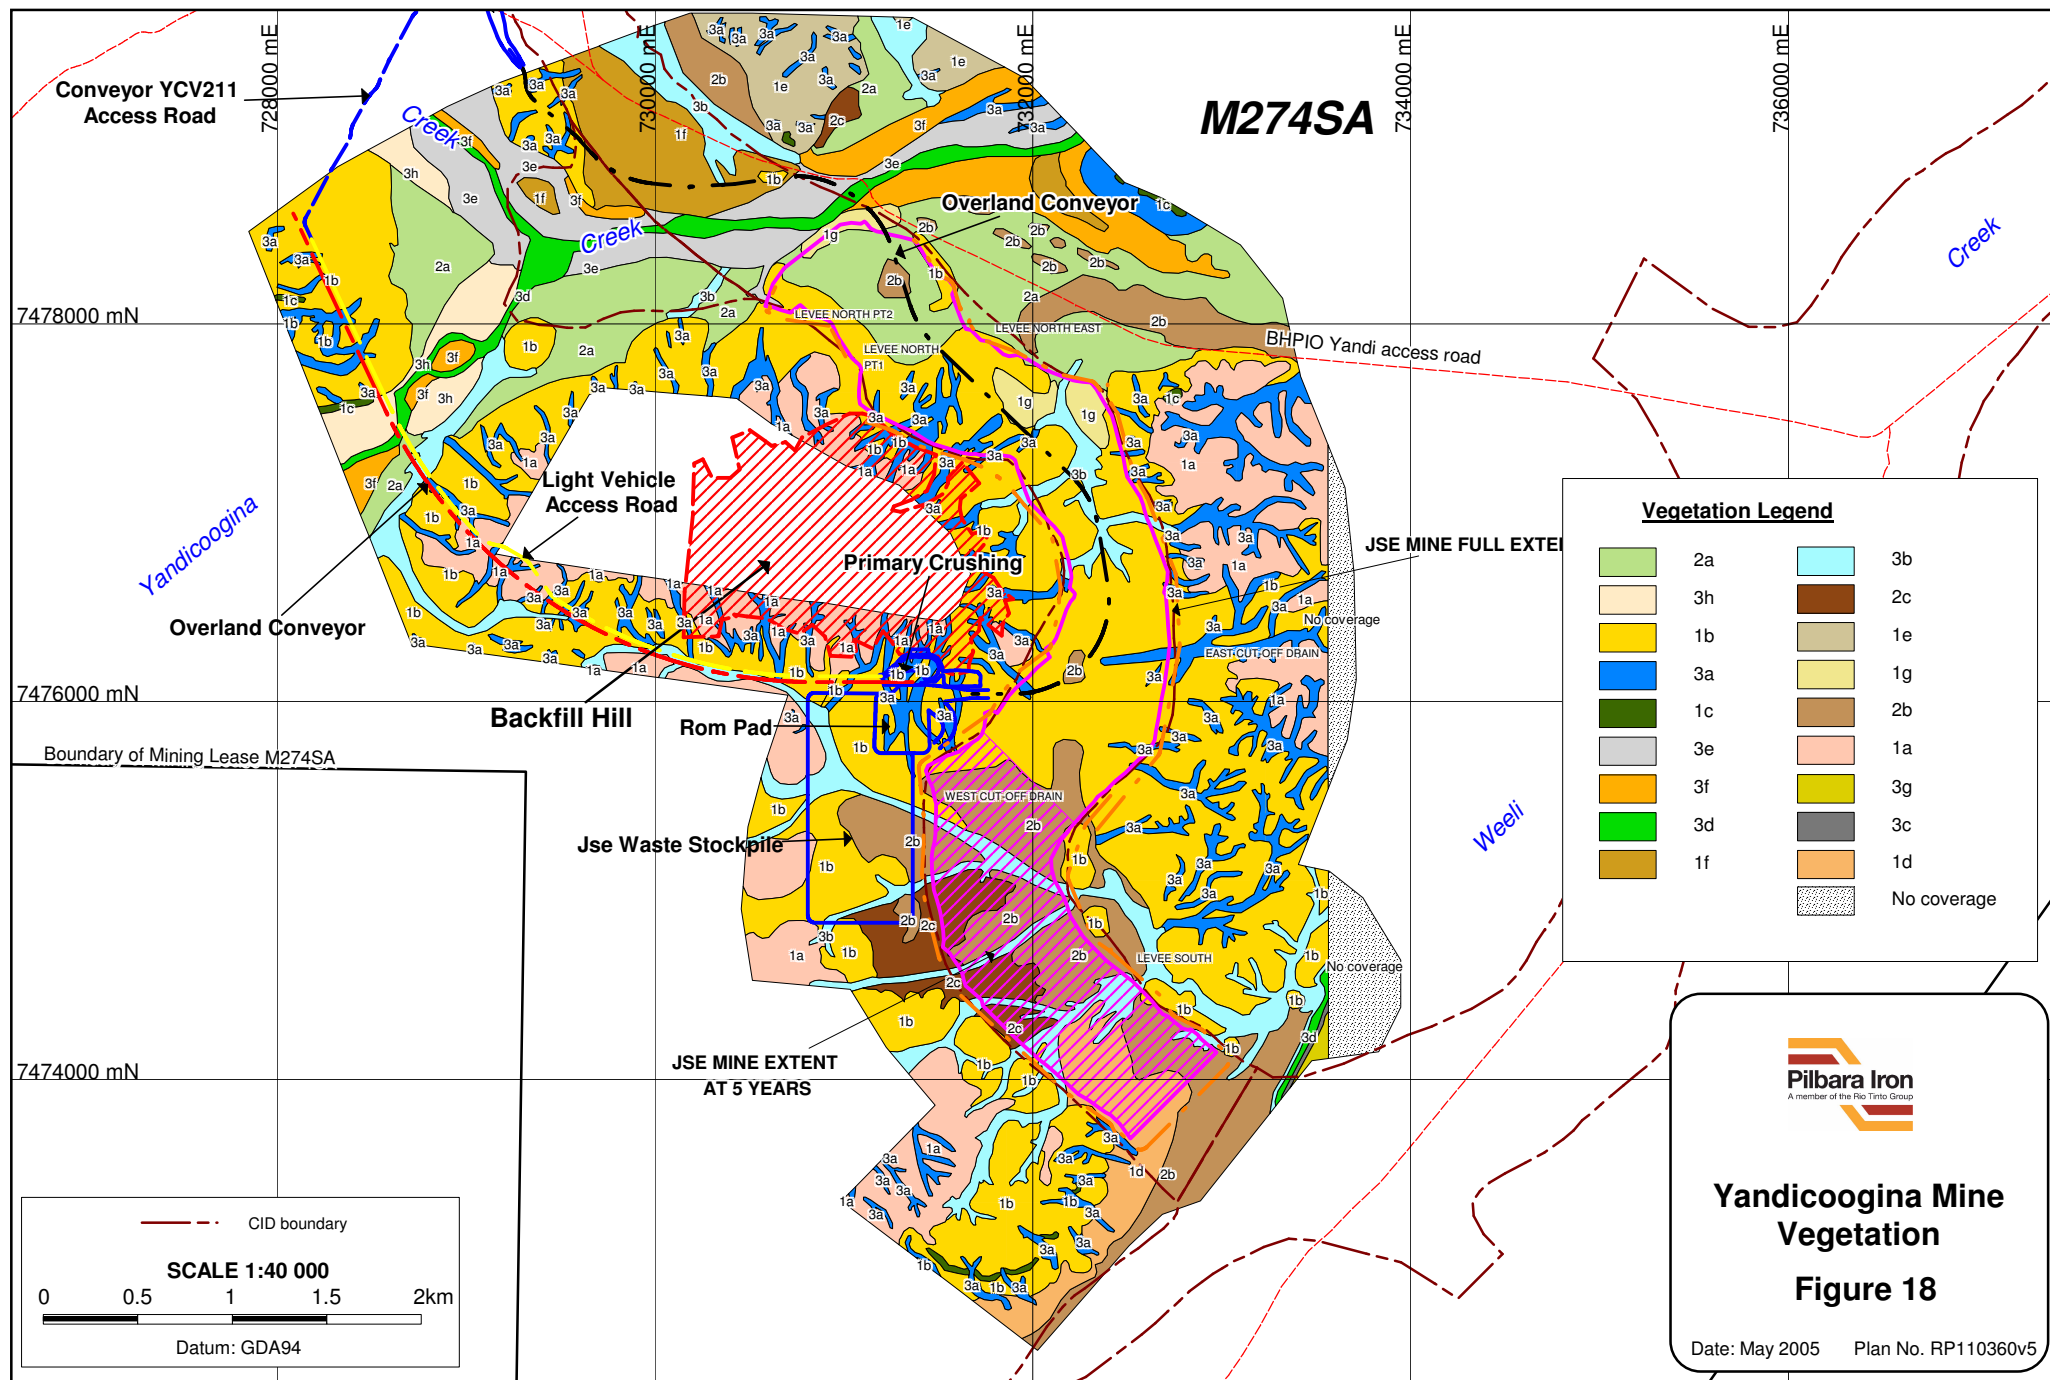 M274SA
728000 mE
730000 mE
732000 mE
734000 mE
736000 mE
7478000 mN
7476000 mN
7474000 mN
Conveyor YCV211
Access Road
Creek
Creek
Creek
Overland Conveyor
LEVEE NORTH PT2
LEVEE NORTH
PT1
LEVEE NORTH EAST
BHPIO Yandi access road
Light Vehicle
Access Road
Yandicoogina
Overland Conveyor
Primary Crushing
JSE MINE FULL EXTE
No coverage
EAST CUT-OFF DRAIN
Backfill Hill
Rom Pad
Boundary of Mining Lease M274SA
WEST CUT-OFF DRAIN
Jse Waste Stockpile
Weeli
LEVEE SOUTH
No coverage
JSE MINE EXTENT
AT 5 YEARS
Vegetation Legend
2a
3h
1b
3a
1c
3e
3f
3d
1f
3b
2c
1e
1g
2b
1a
3g
3c
1d
No coverage
CID boundary
SCALE 1:40 000
0 0.5 1 1.5 2km
Datum: GDA94
Pilbara Iron
A member of the Rio Tinto Group
Yandicoogina Mine
Vegetation
Figure 18
Date: May 2005 Plan No. RP110360v5